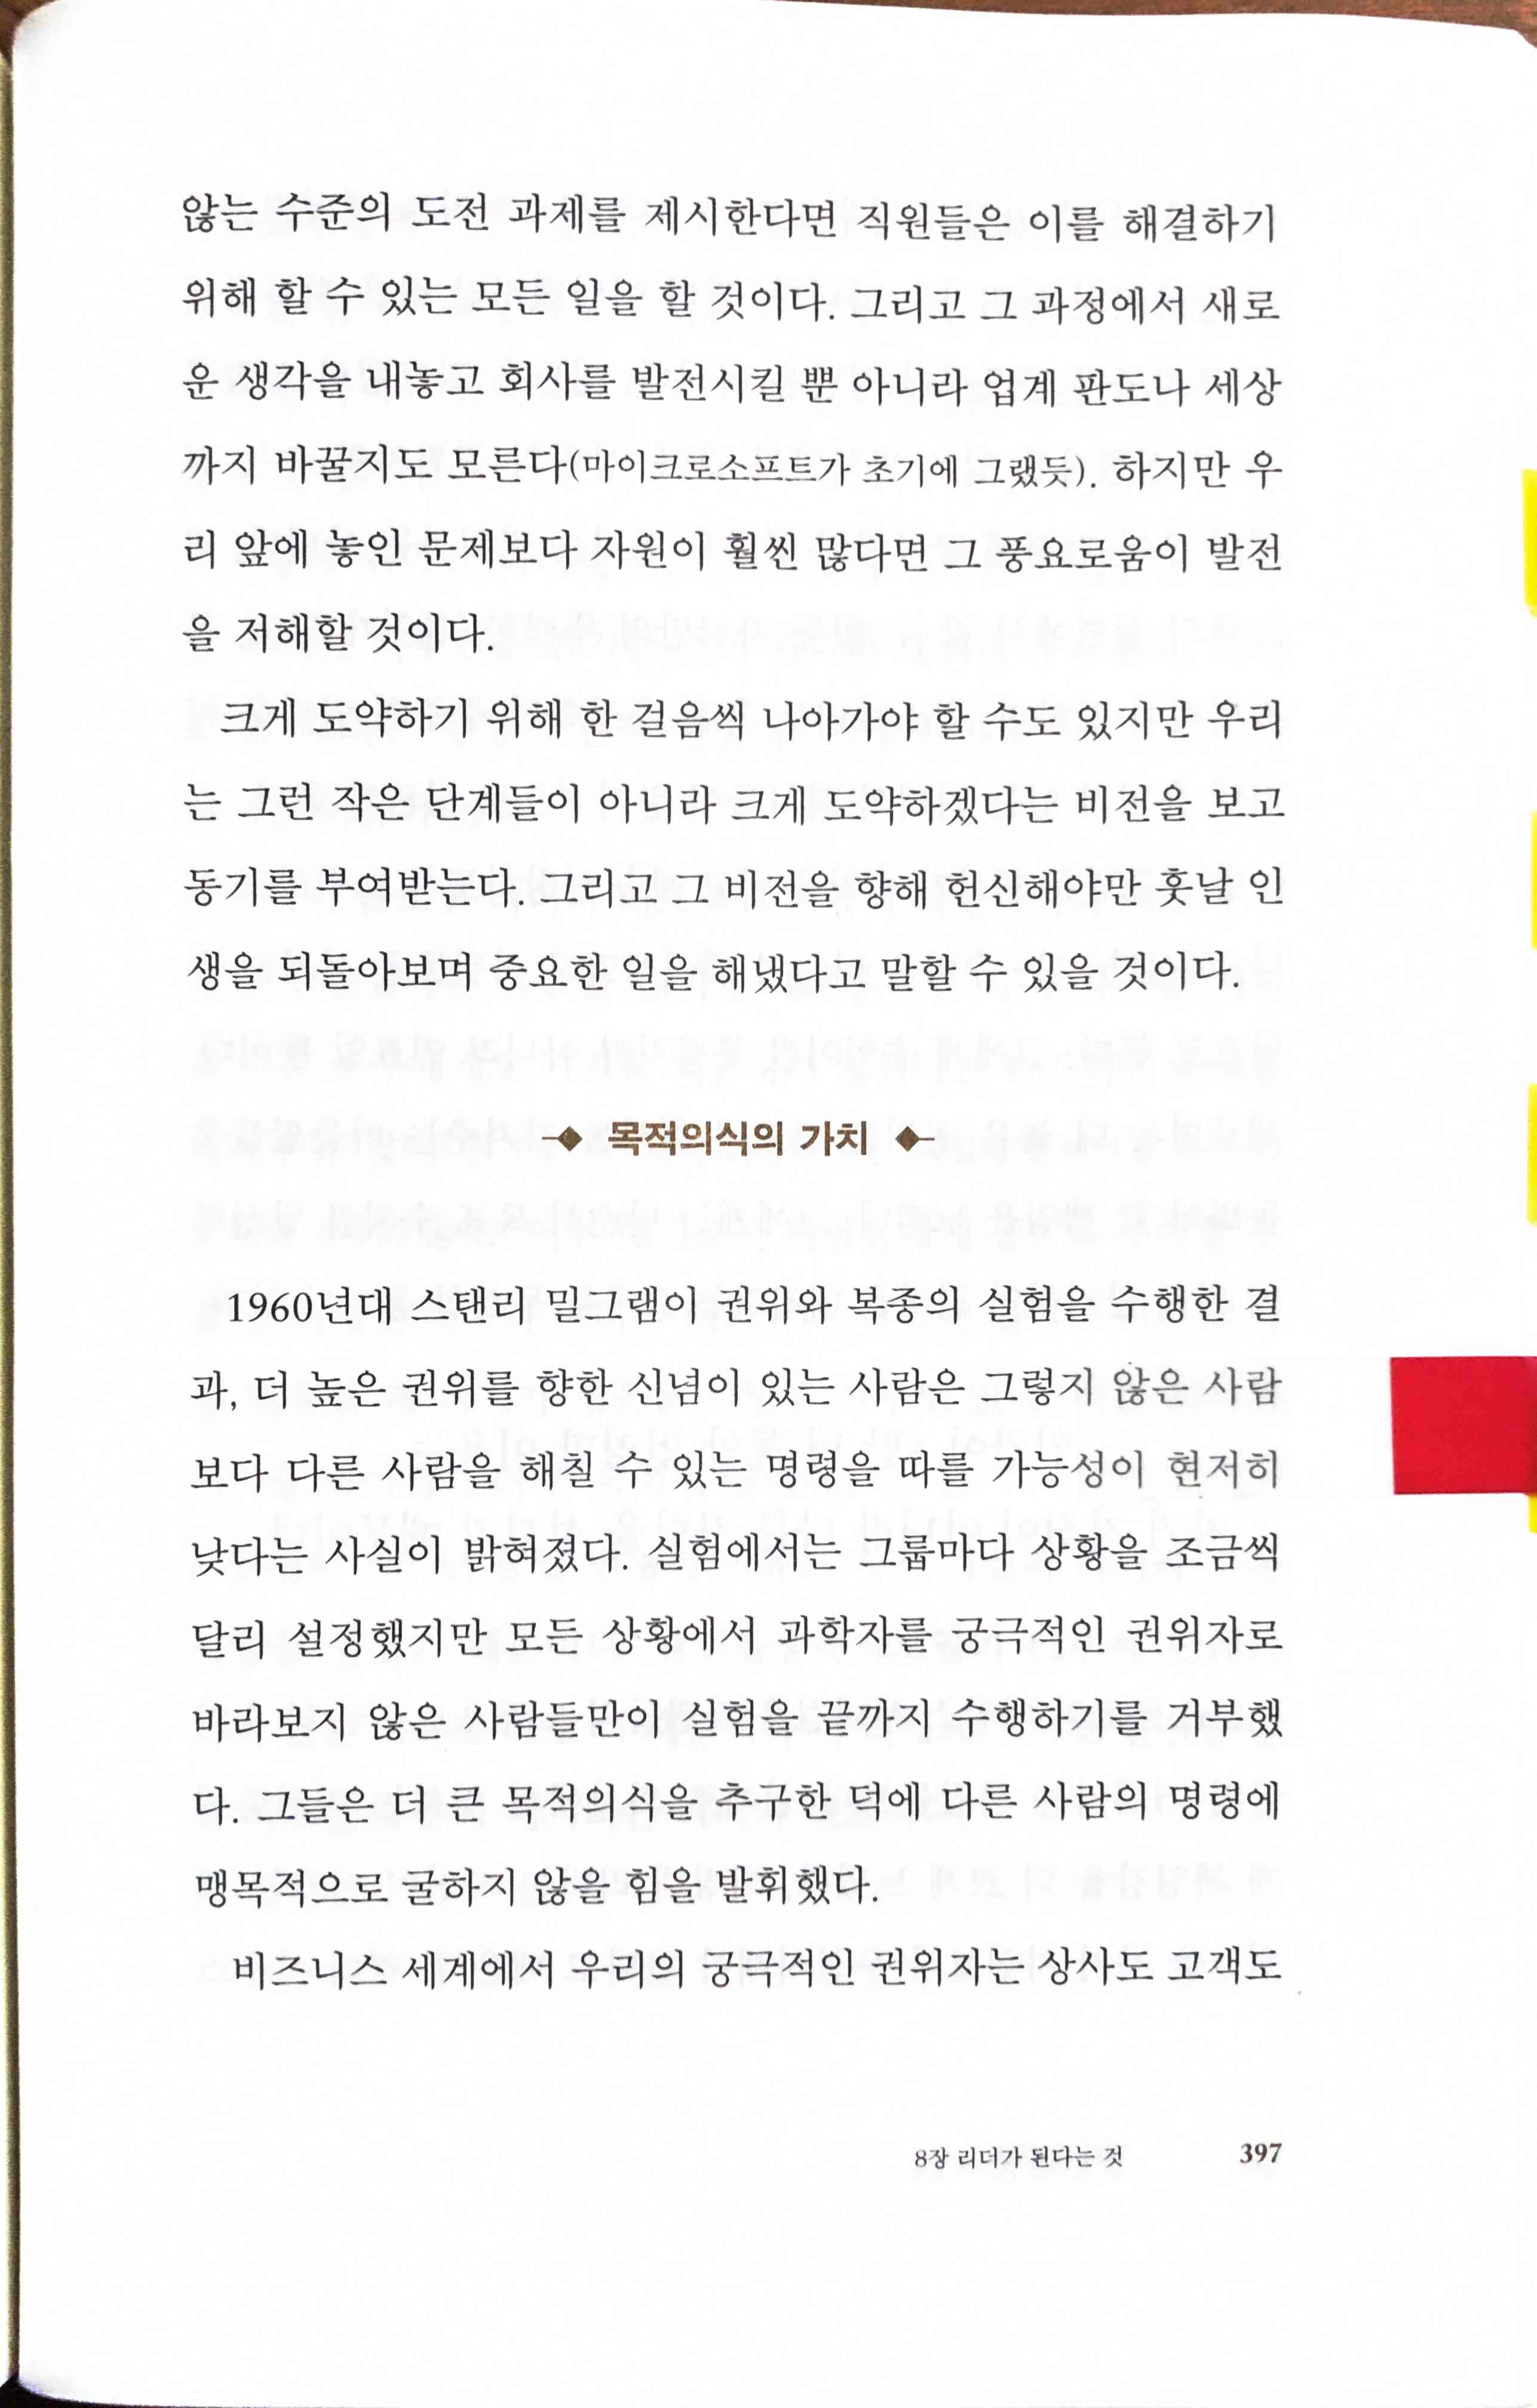 않는 수준의 도전 과제를 제시한다면 직원들은 이를 해결하기
위해 할 수 있는 모든 일을 할 것이다. 그리고 그 과정에서 새로
운 생각을 내놓고 회사를 발전시킬 뿐 아니라 업계 판도나 세상
까지 바꿀지도 모른다(마이크로소프트가 초기에 그랬듯). 하지만 우
리 앞에 놓인 문제보다 자원이 훨씬 많다면 그 풍요로움이 발전
을 저해할 것이다.
크게 도약하기 위해 한 걸음씩 나아가야 할 수도 있지만 우리
는 그런 작은 단계들이 아니라 크게 도약하겠다는 비전을 보고
동기를 부여받는다. 그리고 그 비전을 향해 헌신해야만 훗날 인
생을 되돌아보며 중요한 일을 해냈다고 말할 수 있을 것이다.
목적의식의 가치
1960년대 스탠리 밀그램이 권위와 복종의 실험을 수행한 결
과, 더 높은 권위를 향한 신념이 있는 사람은 그렇지 않은 사람
보다 다른 사람을 해칠 수 있는 명령을 따를 가능성이 현저히
낮다는 사실이 밝혀졌다. 실험에서는 그룹마다 상황을 조금씩
달리 설정했지만 모든 상황에서 과학자를 궁극적인 권위자로
바라보지 않은 사람들만이 실험을 끝까지 수행하기를 거부했
다. 그들은 더 큰 목적의식을 추구한 덕에 다른 사람의 명령에
맹목적으로 굴하지 않을 힘을 발휘했다.
비즈니스 세계에서 우리의 궁극적인 권위자는 상사도 고객도
8장 리더가 된다는 것 397